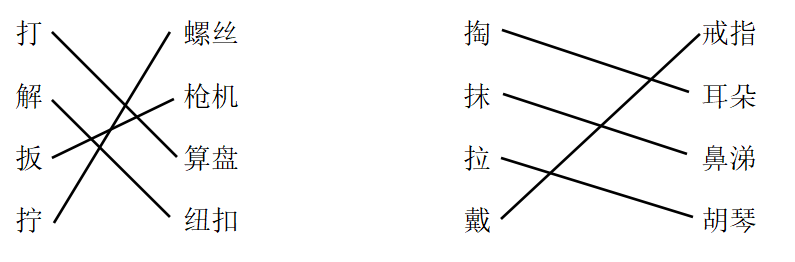 打 螺丝 掏 戒指
解 枪机 抹 耳朵
扳 算盘 拉 鼻涕
拧 纽扣 戴 胡琴